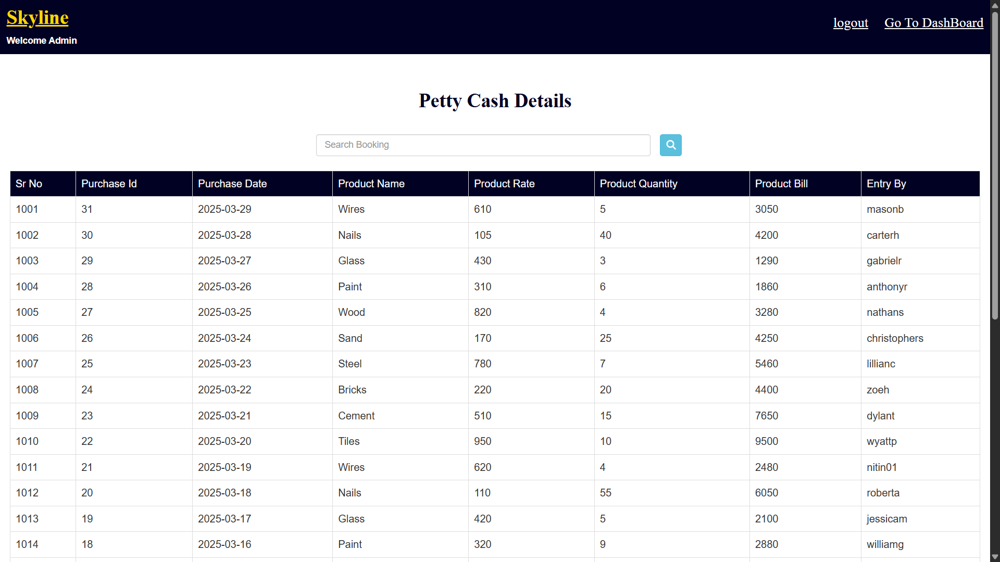 Skyline
Welcome Admin
logout Go To DashBoard
Petty Cash Details
Search Booking
Sr No Purchase Id Purchase Date Product Name Product Rate Product Quantity Product Bill Entry By
1001 31 2025-03-29 Wires 610 5 3050 masonb
1002 30 2025-03-28 Nails 105 40 4200 carterh
1003 29 2025-03-27 Glass 430 3 1290 gabrielr
1004 28 2025-03-26 Paint 310 6 1860 anthonyr
1005 27 2025-03-25 Wood 820 4 3280 nathans
1006 26 2025-03-24 Sand 170 25 4250 christophers
1007 25 2025-03-23 Steel 780 7 5460 lillianc
1008 24 2025-03-22 Bricks 220 20 4400 zoeh
1009 23 2025-03-21 Cement 510 15 7650 dylant
1010 22 2025-03-20 Tiles 950 10 9500 wyattp
1011 21 2025-03-19 Wires 620 4 2480 nitin01
1012 20 2025-03-18 Nails 110 55 6050 roberta
1013 19 2025-03-17 Glass 420 5 2100 jessicam
1014 18 2025-03-16 Paint 320 9 2880 williamg